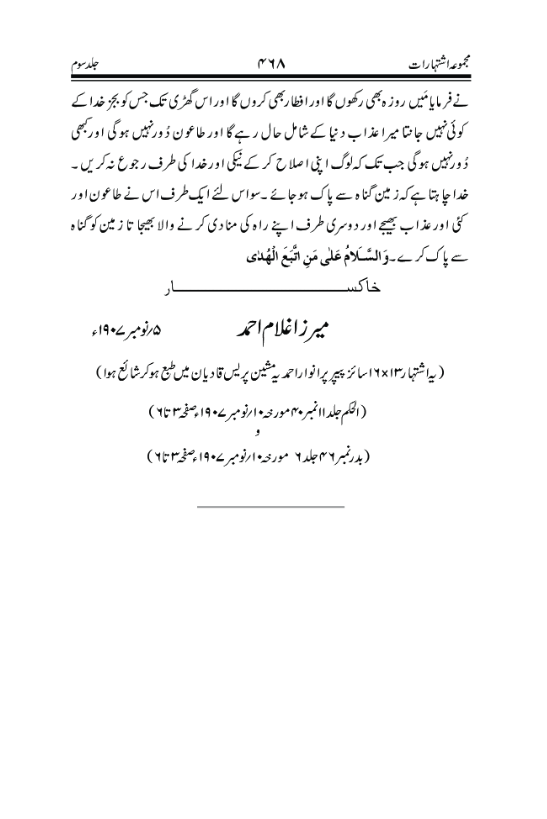 مجموعہ اشتہارات ۴۶۸ جلد سوم
نے فرمایا مَیں روزہ بھی رکھوں گا اور افطار بھی کروں گا اور اس گھڑی تک جس کو بجز خدا کے
کوئی نہیں جانتا میرا عذاب دنیا کے شامل حال رہے گا اور طاعون دُور نہیں ہوگی اور کبھی
دُور نہیں ہوگی جب تک کہ لوگ اپنی اصلاح کر کے نیکی اور خدا کی طرف رجوع نہ کریں ۔
خدا چاہتا ہے کہ زمین گناہ سے پاک ہو جائے ۔ سو اس لئے ایک طرف اس نے طاعون اور
کئی اور عذاب بھیجے اور دوسری طرف اپنے راہ کی منادی کرنے والا بھیجا تا زمین کو گناہ
سے پاک کرے۔ وَالسَّلَامُ عَلٰی مَنِ اتَّبَعَ الْھُدٰی
خاکســـــــــــــــار
میرزا غلام احمد ۵؍نومبر ۱۹۰۷ء
(یہ اشتہار ۱۳×۱۶ سائز پیپر پر انوار احمدیہ مشین پریس قادیان میں طبع ہو کر شائع ہوا)
(الحکم جلد ۱۱ نمبر ۴۰ مورخہ ۱۰؍نومبر ۱۹۰۷ء صفحہ ۳ تا ۶)
و
(بدر نمبر ۴۶ جلد ۶ مورخہ ۱۰؍نومبر ۱۹۰۷ء صفحہ ۳ تا ۶)